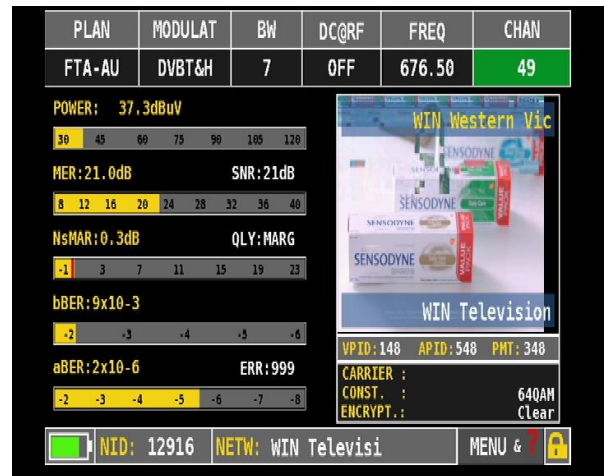 PLAN MODULAT BW DC@RF FREQ CHAN
FTA-AU DVBT&H 7 OFF 676.50 49
POWER: 37.3dBuV
30 45 60 75 90 105 120
MER:21.0dB SNR:21dB
8 12 16 20 24 28 32 36 40
NsMAR:0.3dB QLY:MARG
-1 3 7 11 15 19 23
bBER:9x10-3
-2 -3 -4 -5 -6
aBER:2x10-6 ERR:999
-2 -3 -4 -5 -6 -7 -8
WIN Western Vic
SENSODYNE
SENSODYNE
SENSODYNE
VALUE PACK
SENSODYNE
VALUE PACK
WIN Television
VPID:148 APID:548 PMT:348
CARRIER :
CONST. : 64QAM
ENCRYPT.: Clear
NID: 12916 NETW: WIN Televisi MENU & ?